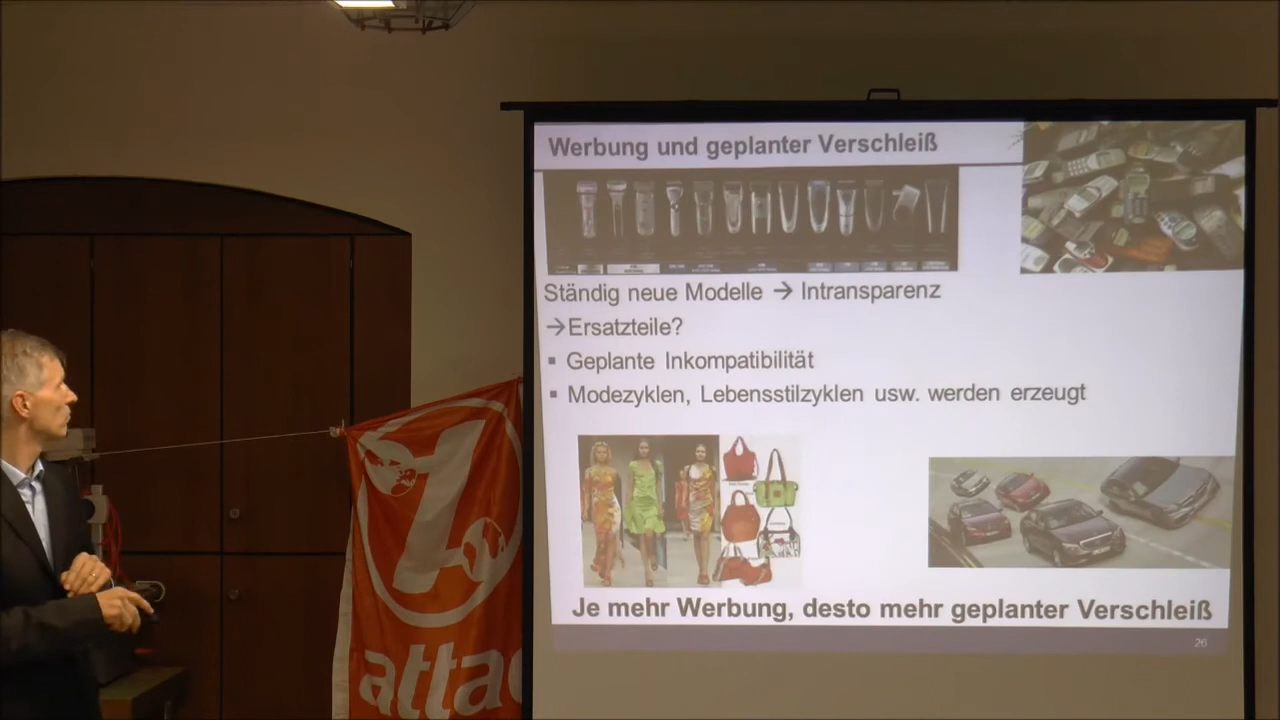 Werbung und geplanter Verschleiß
Ständig neue Modelle → Intransparenz
→Ersatzteile?
▪ Geplante Inkompatibilität
▪ Modezyklen, Lebensstilzyklen usw. werden erzeugt
Je mehr Werbung, desto mehr geplanter Verschleiß
26
attac